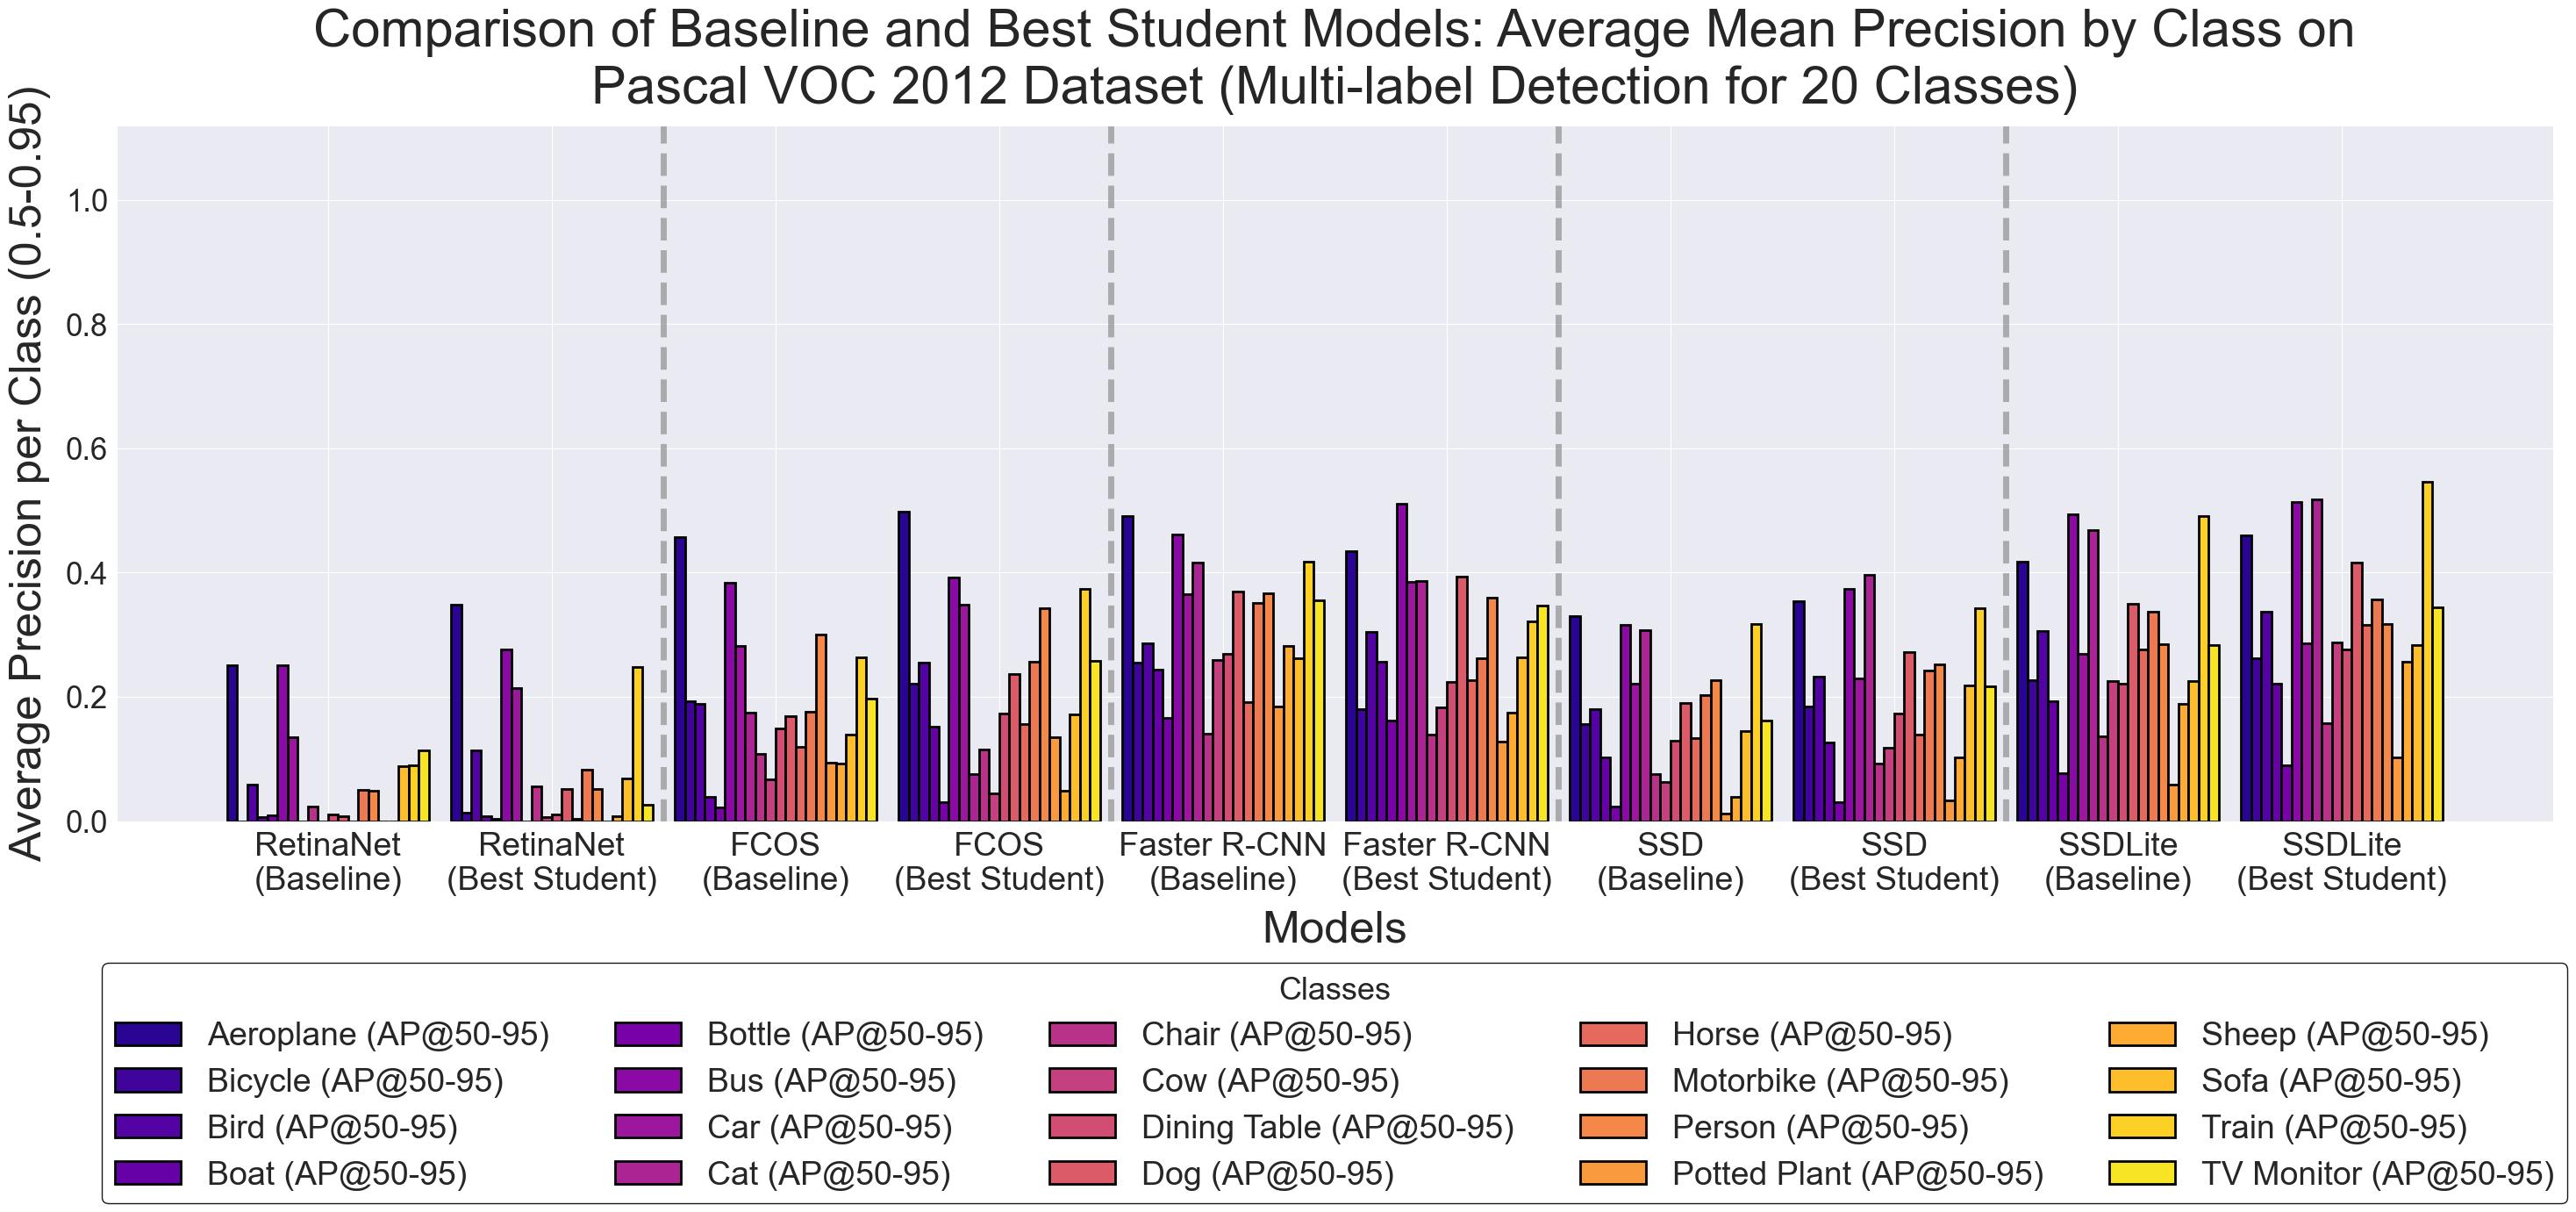 Comparison of Baseline and Best Student Models: Average Mean Precision by Class on
Pascal VOC 2012 Dataset (Multi-label Detection for 20 Classes)
Average Precision per Class (0.5-0.95)
1.0
0.8
0.6
0.4
0.2
0.0
RetinaNet
(Baseline)
RetinaNet
(Best Student)
FCOS
(Baseline)
FCOS
(Best Student)
Faster R-CNN
(Baseline)
Faster R-CNN
(Best Student)
SSD
(Baseline)
SSD
(Best Student)
SSDLite
(Baseline)
SSDLite
(Best Student)
Models
Classes
Aeroplane (AP@50-95)
Bicycle (AP@50-95)
Bird (AP@50-95)
Boat (AP@50-95)
Bottle (AP@50-95)
Bus (AP@50-95)
Car (AP@50-95)
Cat (AP@50-95)
Chair (AP@50-95)
Cow (AP@50-95)
Dining Table (AP@50-95)
Dog (AP@50-95)
Horse (AP@50-95)
Motorbike (AP@50-95)
Person (AP@50-95)
Potted Plant (AP@50-95)
Sheep (AP@50-95)
Sofa (AP@50-95)
Train (AP@50-95)
TV Monitor (AP@50-95)